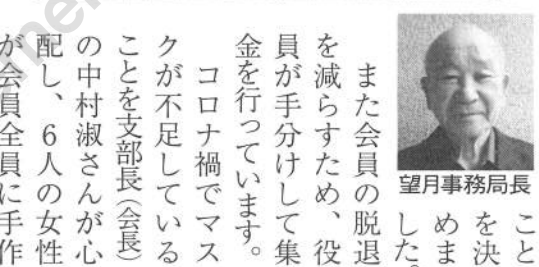 こと
を決
めま
した。
また会員の脱退
を減らすため、役
員が手分けして集
金を行っています。
コロナ禍でマス
クが不足している
ことを支部長(会長)
の中村淑さんが心
配し、6人の女性
が会員全員に手作
望月事務局長